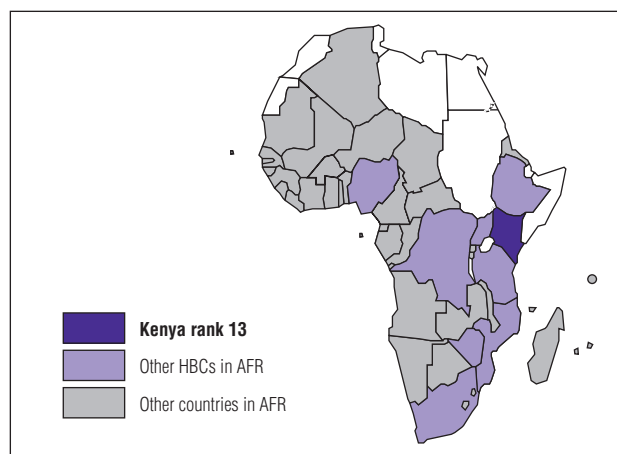 Kenya rank 13
Other HBCs in AFR
Other countries in AFR